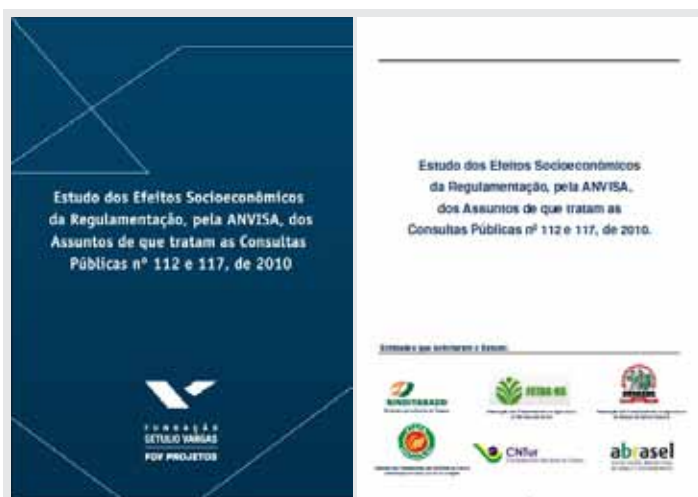 Estudo dos Efeitos Socioeconômicos
da Regulamentação, pela ANVISA, dos
Assuntos de que tratam as Consultas
Públicas nº 112 e 117, de 2010
FUNDAÇÃO
GETULIO VARGAS
FGV PROJETOS
Estudo dos Efeitos Socioeconômicos
da Regulamentação, pela ANVISA,
dos Assuntos de que tratam as
Consultas Públicas nº 112 e 117, de 2010.
Entidades que
SINDITABACO
CNTur
abrasel